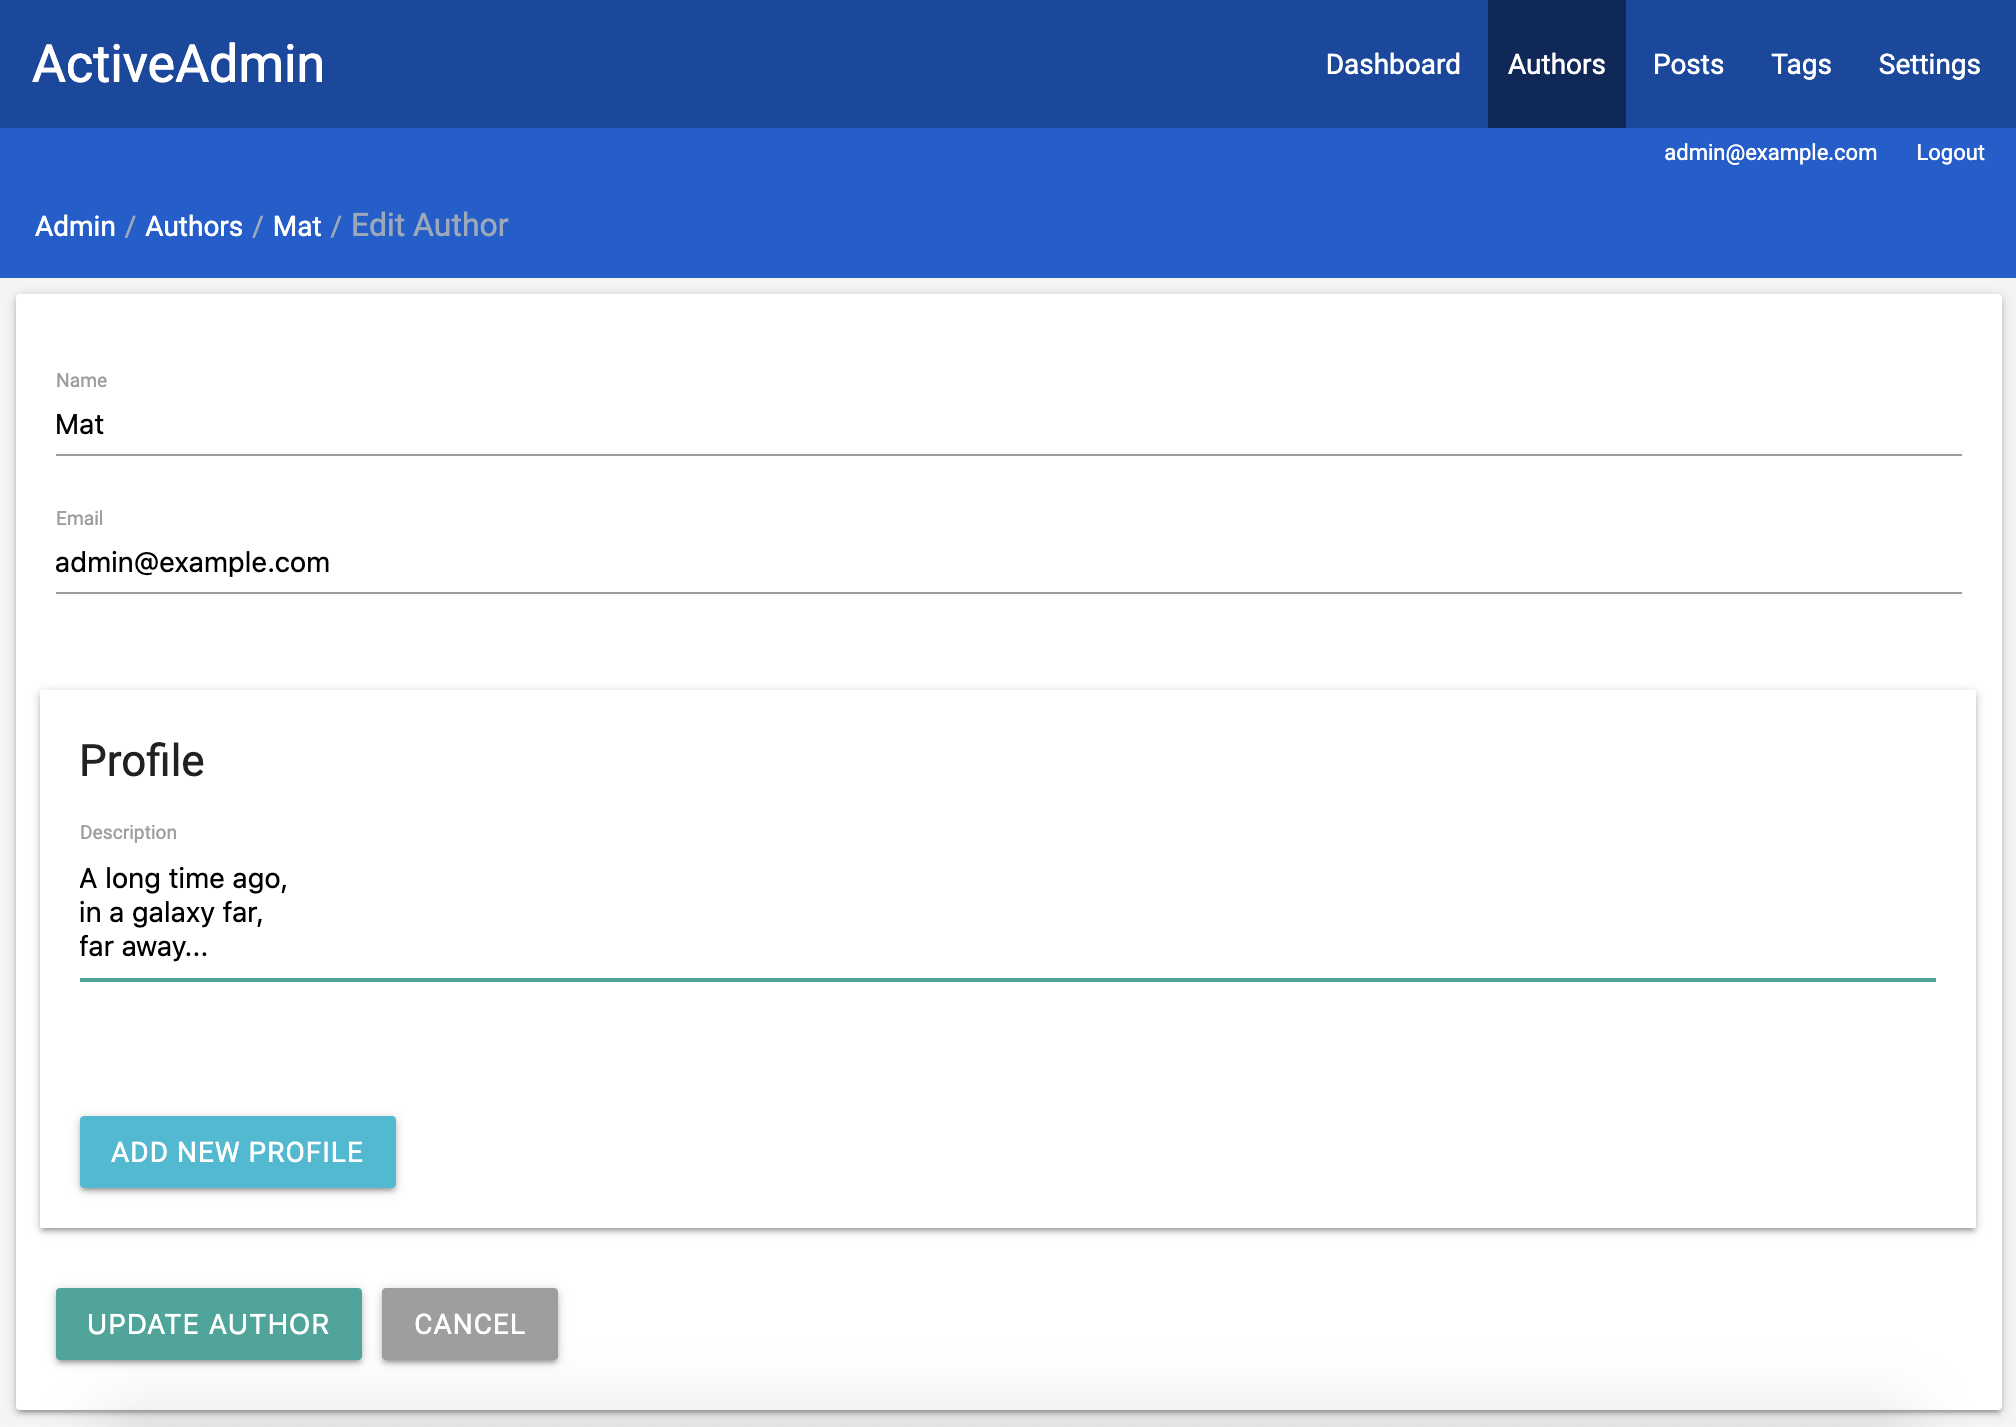 ActiveAdmin
Dashboard Authors Posts Tags Settings
admin@example.com Logout
Admin / Authors / Mat / Edit Author
Name
Mat
Email
admin@example.com
Profile
Description
A long time ago,
in a galaxy far,
far away...
ADD NEW PROFILE
UPDATE AUTHOR CANCEL